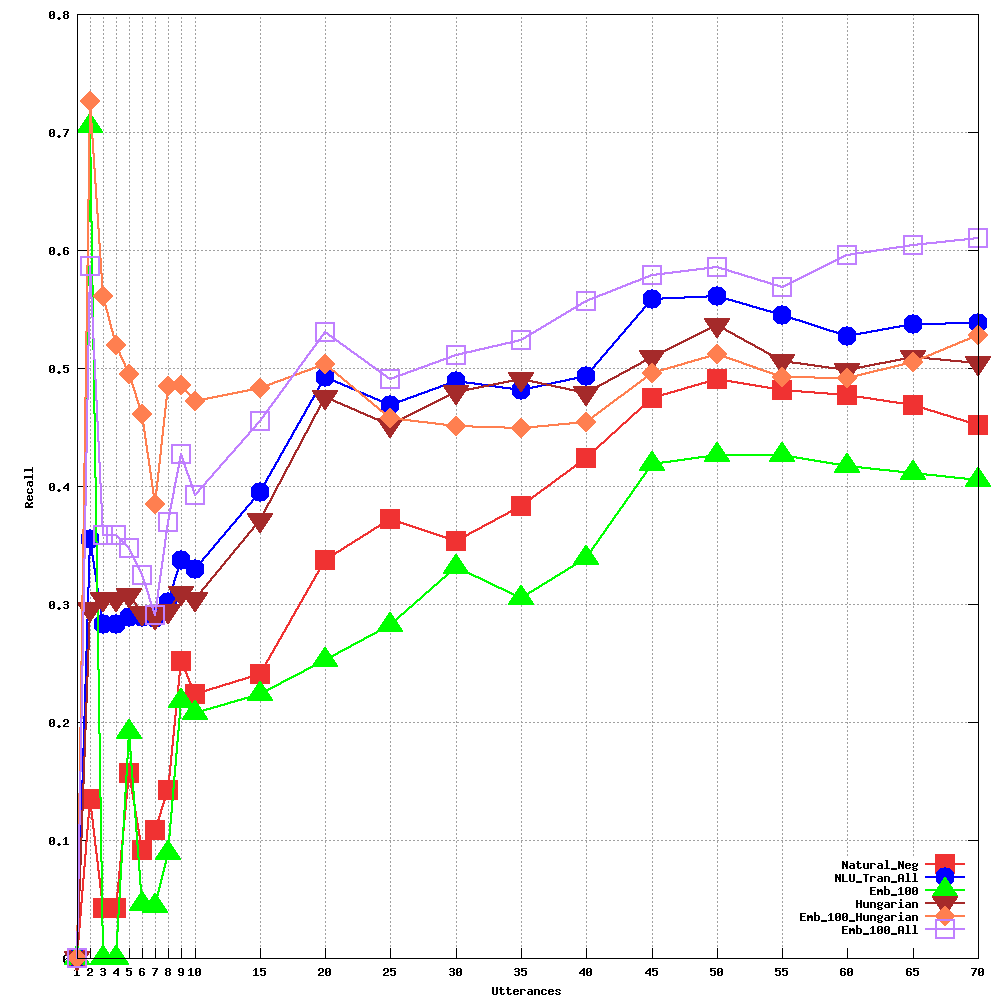 0.8
0.7
0.6
0.5
0.4
0.3
0.2
0.1
0
Recall
Natural_Neg
NLU_Tran_All
Emb_100
Hungarian
Emb_100_Hungarian
Emb_100_All
1 2 3 4 5 6 7 8 9 10 15 20 25 30 35 40 45 50 55 60 65 70
Utterances